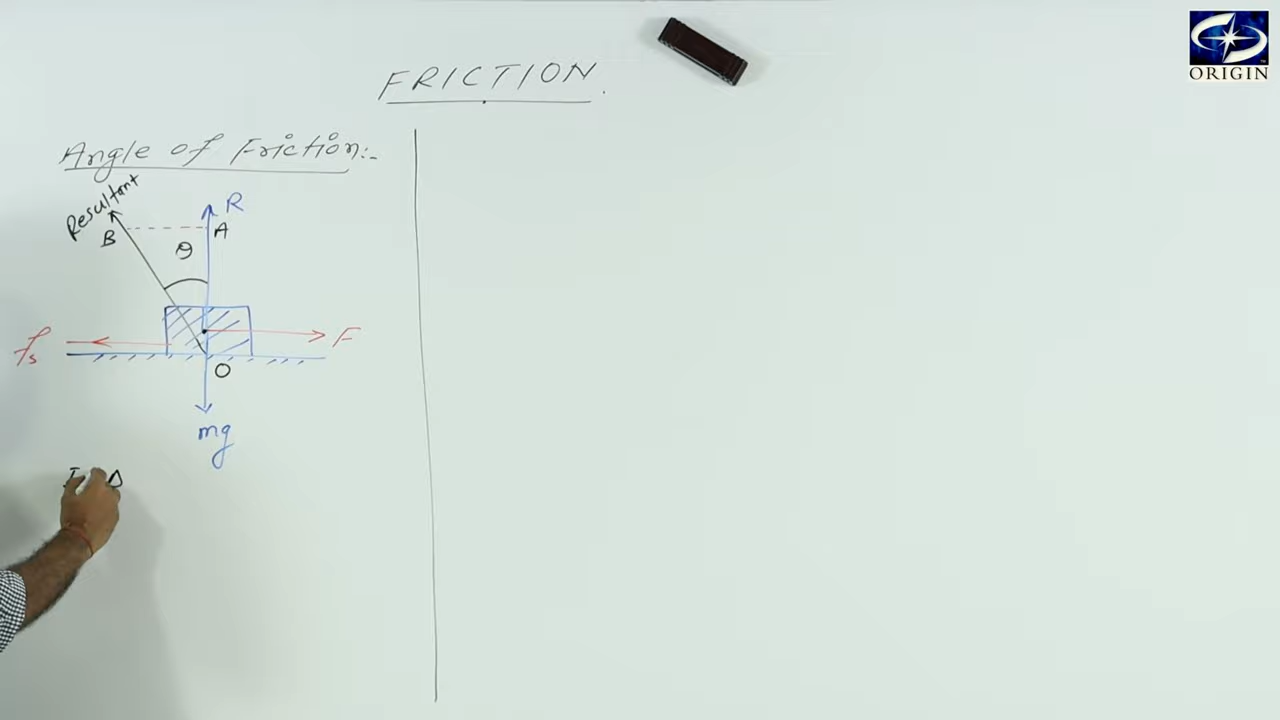 FRICTION.
ORIGIN
Angle of Friction:-
Resultant
R
B
A
θ
fs
F
O
mg
Δ